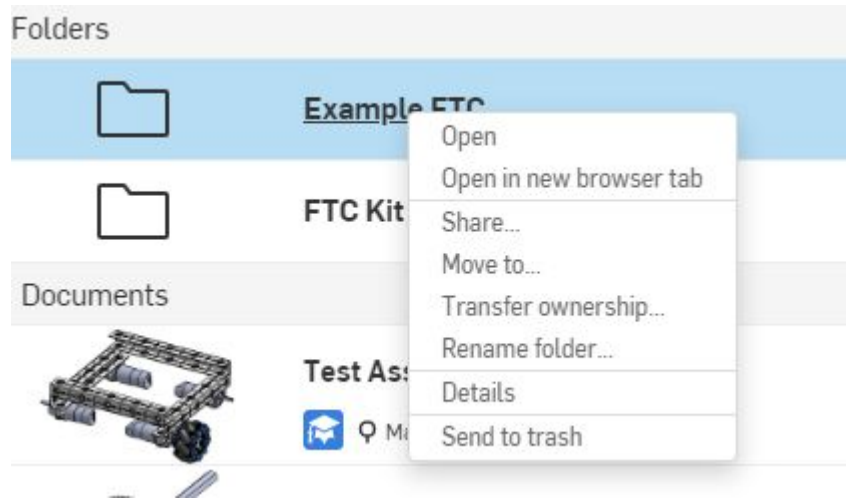 Folders
Example FTC
Open
Open in new browser tab
FTC Kit
Share...
Move to...
Documents
Transfer ownership...
Rename folder...
Test
Details
Send to trash